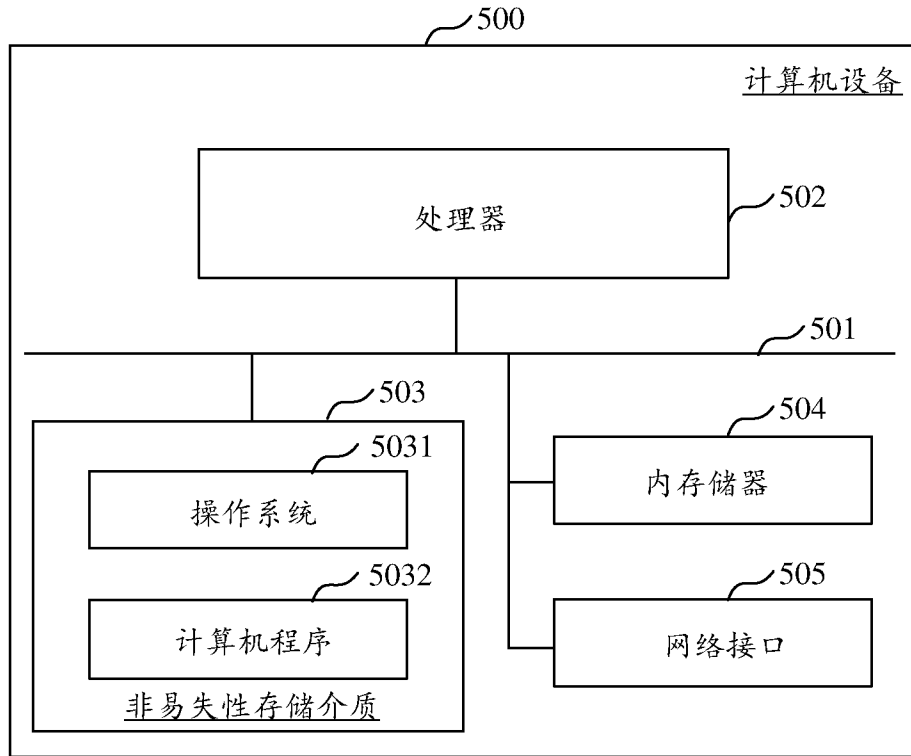 500
计算机设备
处理器
502
501
503
504
5031
操作系统
内存储器
5032
505
计算机程序
网络接口
非易失性存储介质